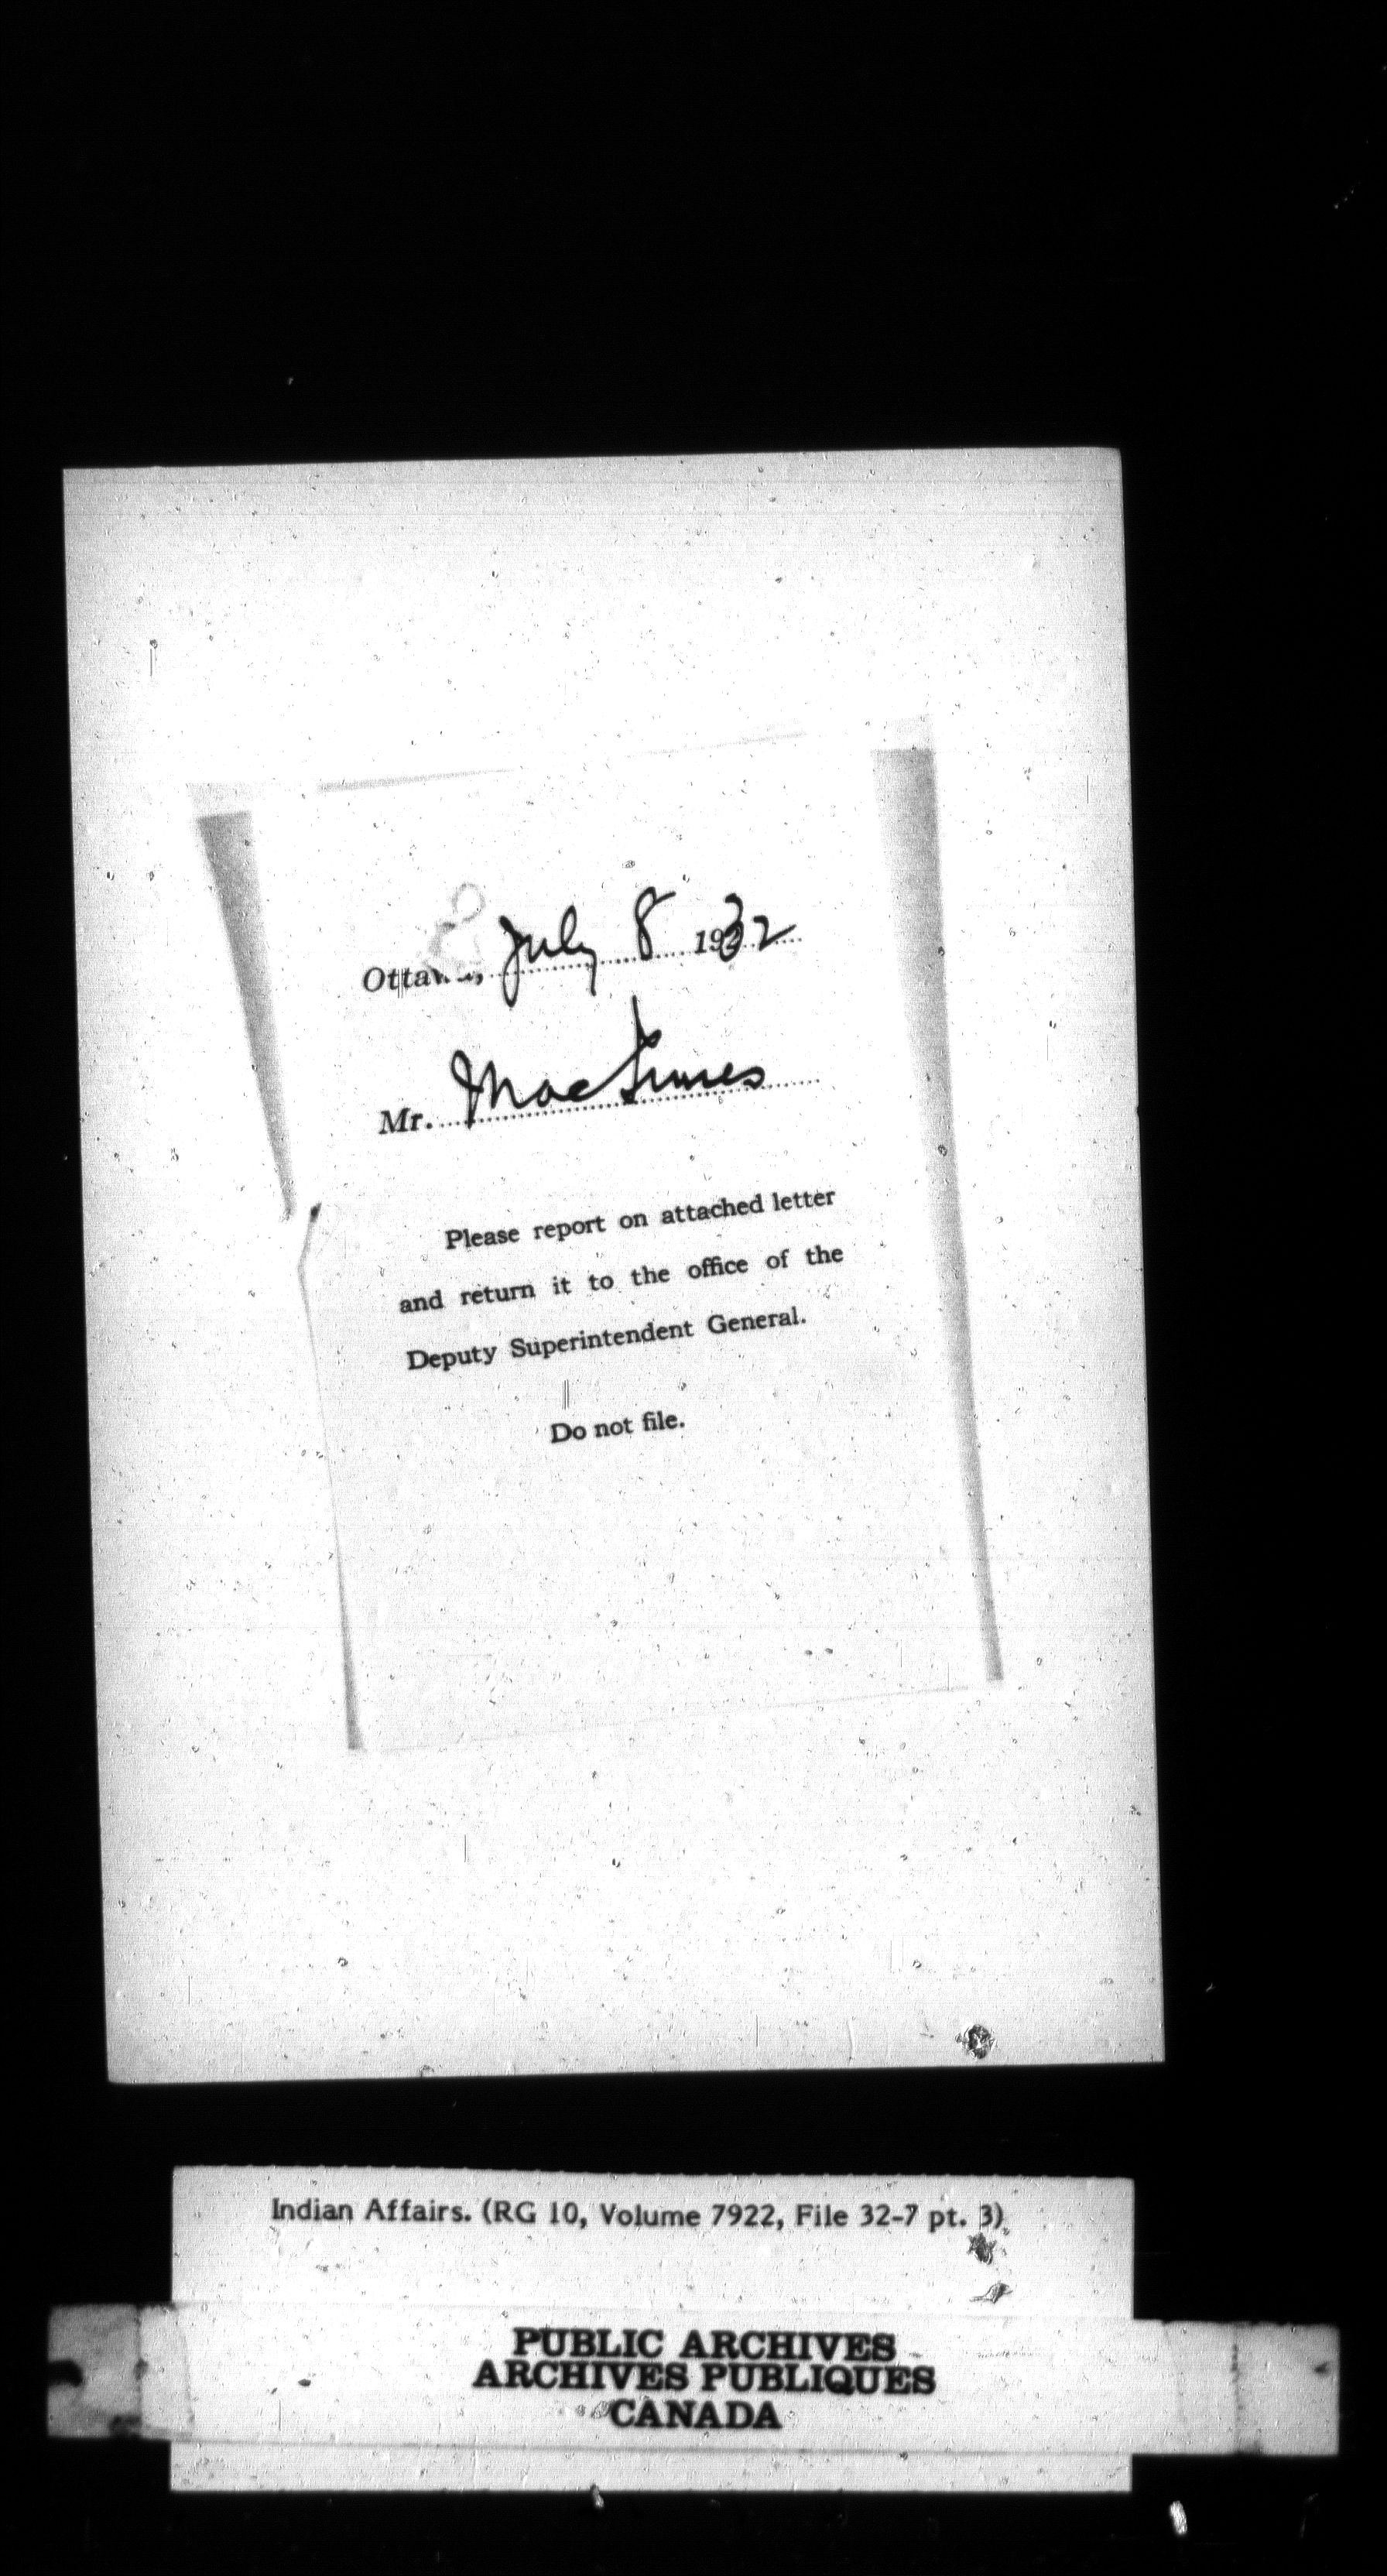 Ottawa, July 8 1932
Mr. MacInnes
Please report on attached letter
and return it to the office of the
Deputy Superintendent General.
Do not file.
Indian Affairs. (RG 10, Volume 7922, File 32-7 pt. 3)
PUBLIC ARCHIVES
ARCHIVES PUBLIQUES
CANADA